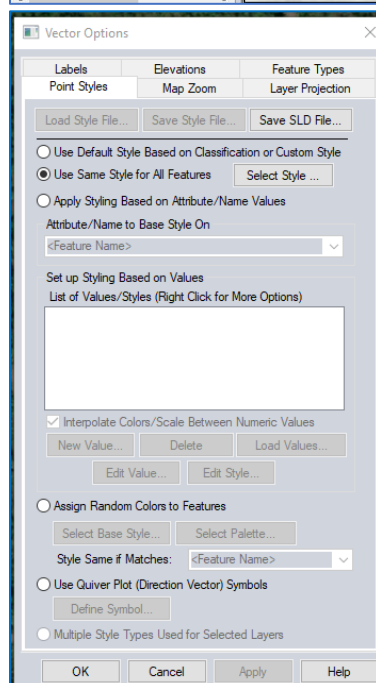 Vector Options
Labels Elevations Feature Types
Point Styles Map Zoom Layer Projection
Load Style File... Save Style File... Save SLD File...
Use Default Style Based on Classification or Custom Style
Use Same Style for All Features Select Style ...
Apply Styling Based on Attribute/Name Values
Attribute/Name to Base Style On
<Feature Name>
Set up Styling Based on Values
List of Values/Styles (Right Click for More Options)
Interpolate Colors/Scale Between Numeric Values
New Value... Delete Load Values...
Edit Value... Edit Style...
Assign Random Colors to Features
Select Base Style... Select Palette...
Style Same if Matches: <Feature Name>
Use Quiver Plot (Direction Vector) Symbols
Define Symbol...
Multiple Style Types Used for Selected Layers
OK Cancel Apply Help